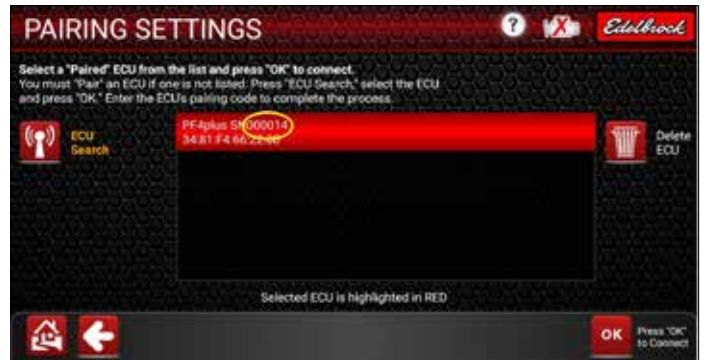 PAIRING SETTINGS
?
Edelbrock
Select a "Paired" ECU from the list and press "OK" to connect.
You must "Pair" an ECU if one is not listed. Press "ECU Search," select the ECU
and press "OK." Enter the ECU's pairing code to complete the process.
ECU
Search
PF4plus SN000014
34:81:F4:66:22:
Delete
ECU
Selected ECU is highlighted in RED
OK
Press "OK"
to Connect